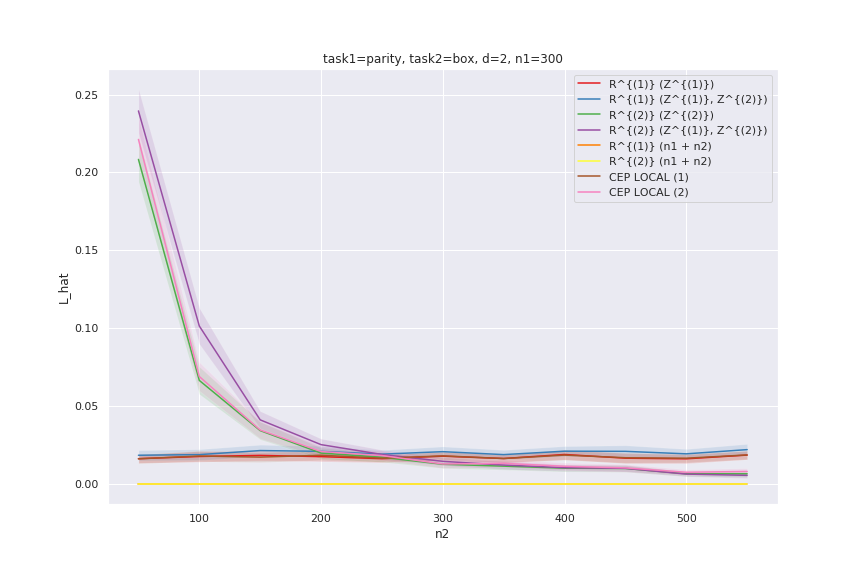 task1=parity, task2=box, d=2, n1=300
R^{(1)} (Z^{(1)})
R^{(1)} (Z^{(1)}, Z^{(2)})
R^{(2)} (Z^{(2)})
R^{(2)} (Z^{(1)}, Z^{(2)})
R^{(1)} (n1 + n2)
R^{(2)} (n1 + n2)
CEP LOCAL (1)
CEP LOCAL (2)
L_hat
0.25
0.20
0.15
0.10
0.05
0.00
100 200 300 400 500
n2